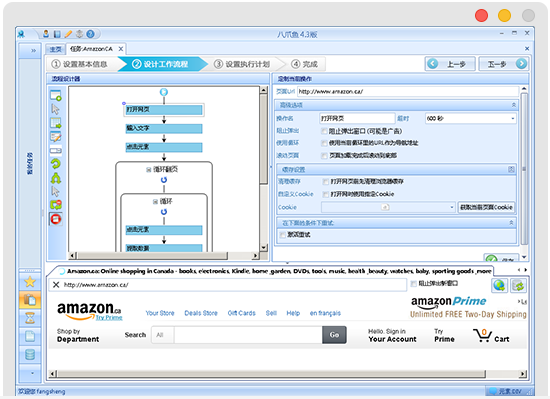 八爪鱼 4.3版
主页 任务:AmazonCA X
① 设置基本信息 ② 设计工作流程 ③ 设置执行计划 ④ 完成 上一步 下一步
流程设计器
打开网页
输入文字
点击元素
循环翻页
循环
点击元素
提取数据
定制当前操作
页面Url http://www.amazon.ca/
高级选项
操作名 打开网页 超时 600 秒
阻止弹出 阻止弹出窗口 (可能是广告)
使用循环 使用当前循环里的URL作为导航地址
滚动页面 页面加载完成后滚动到底部
缓存设置
清理缓存 打开网页前先清理浏览器缓存
自定义Cookie 打开网页时使用指定Cookie
Cookie 获取当前页面Cookie
在下面的条件下重试
激活重试
Amazon.ca: Online shopping in Canada - books, electronics, Kindle, home_garden, DVDs, tools, music, health_beauty, watches, baby, sporting goods_more
http://www.amazon.ca/ 阻止弹出新窗口
amazon.ca
Try Prime
Your Store Deals Store Gift Cards Sell Help en français
amazonPrime
Unlimited FREE Two-Day Shipping
Shop by
Department
Search All Go
Hello. Sign in
Your Account
Try
Prime
0
Cart
欢迎您 fangsheng